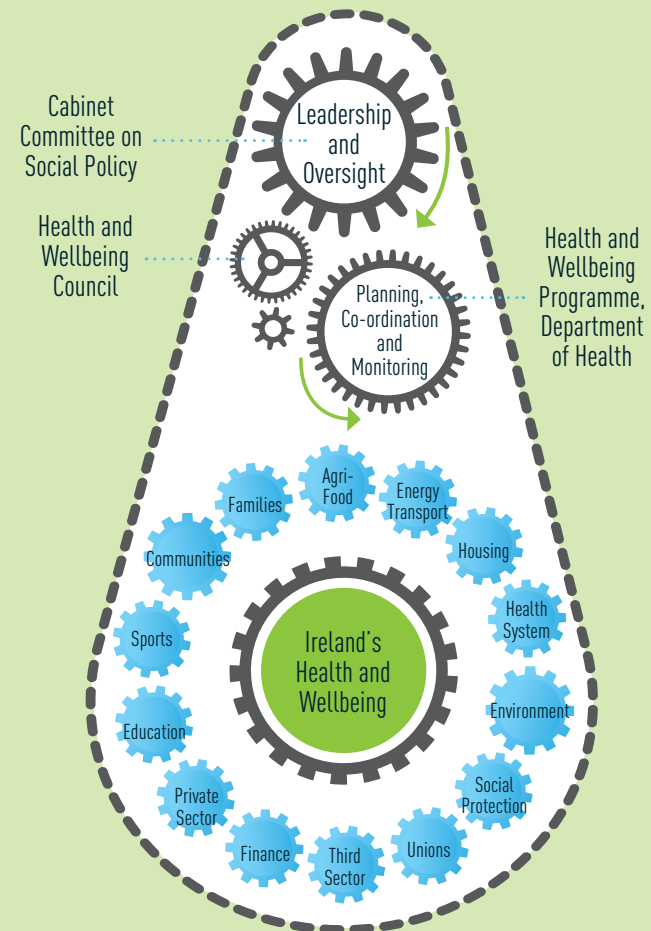 Cabinet
Committee on
Social Policy
Leadership
and
Oversight
Health and
Wellbeing
Council
Planning,
Co-ordination
and
Monitoring
Health and
Wellbeing
Programme,
Department
of Health
Agri-
Food
Energy
Transport
Families
Housing
Communities
Health
System
Sports
Ireland's
Health and
Wellbeing
Environment
Education
Social
Protection
Private
Sector
Unions
Finance
Third
Sector